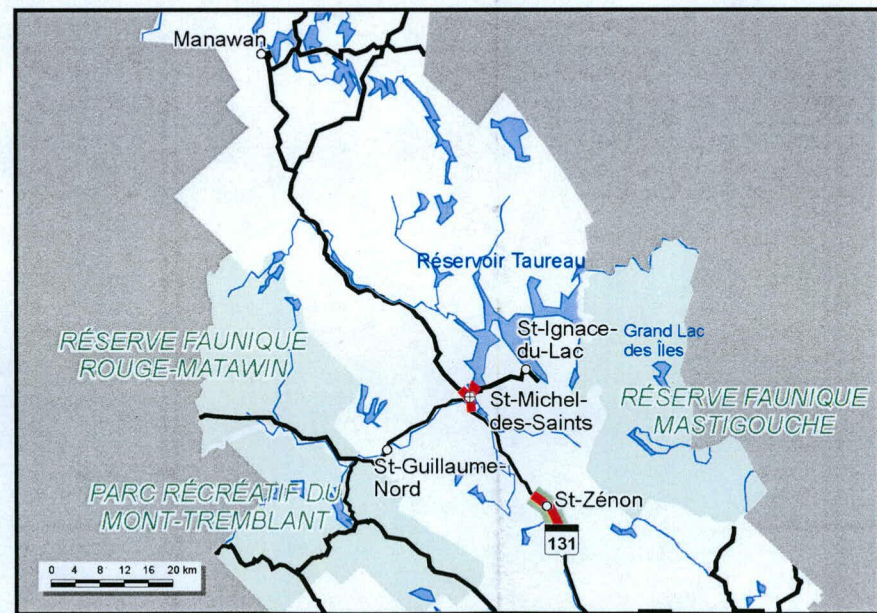 Manawan
Réservoir Taureau
St-Ignace-
du-Lac
Grand Lac
des Îles
RÉSERVE FAUNIQUE
ROUGE-MATAWIN
St-Michel-
des-Saints
RÉSERVE FAUNIQUE
MASTIGOUCHE
St-Guillaume-
Nord
PARC RÉCRÉATIF DU
MONT-TREMBLANT
St-Zénon
131
0 4 8 12 16 20 km